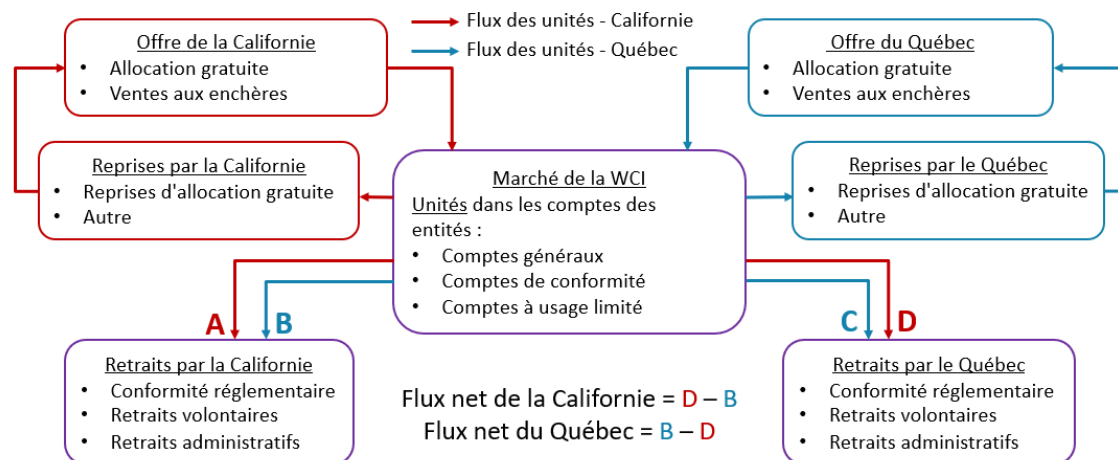 Flux des unités - Californie
Flux des unités - Québec
Offre de la Californie
• Allocation gratuite
• Ventes aux enchères
Offre du Québec
• Allocation gratuite
• Ventes aux enchères
Reprises par la Californie
• Reprises d'allocation gratuite
• Autre
Marché de la WCI
Unités dans les comptes des
entités :
• Comptes généraux
• Comptes de conformité
• Comptes à usage limité
Reprises par le Québec
• Reprises d'allocation gratuite
• Autre
A
B
C
D
Retraits par la Californie
• Conformité réglementaire
• Retraits volontaires
• Retraits administratifs
Flux net de la Californie = D – B
Flux net du Québec = B – D
Retraits par le Québec
• Conformité réglementaire
• Retraits volontaires
• Retraits administratifs